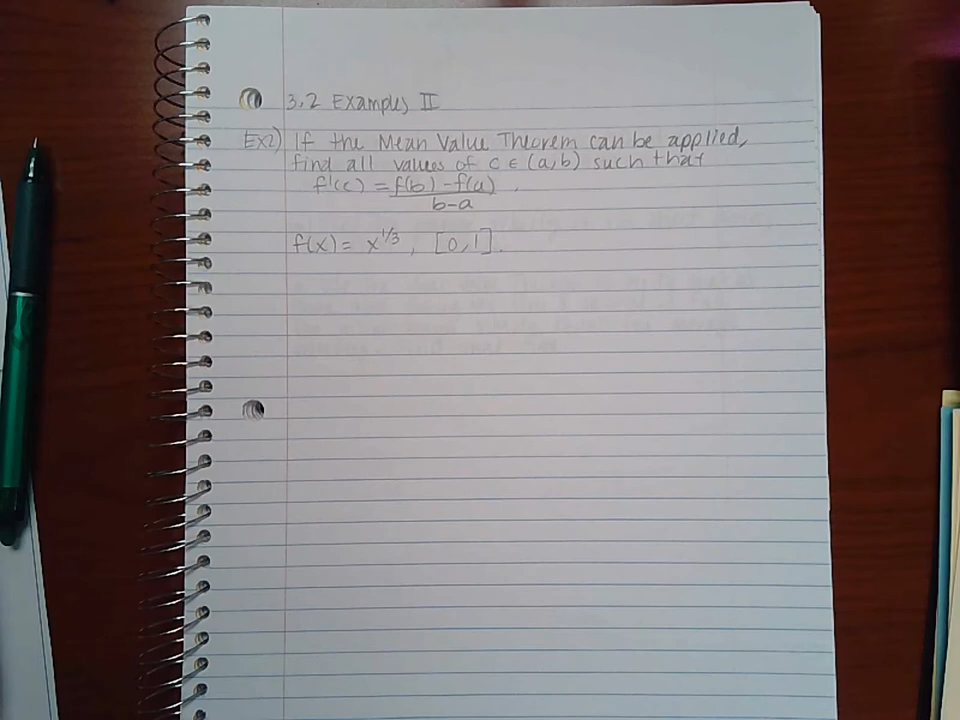 3.2 Examples II
Ex2) If the Mean Value Theorem can be applied,
find all values of c ∈ (a,b) such that
f'(c) = f(b) - f(a) .
b-a
f(x) = x^1/3 , [0,1].